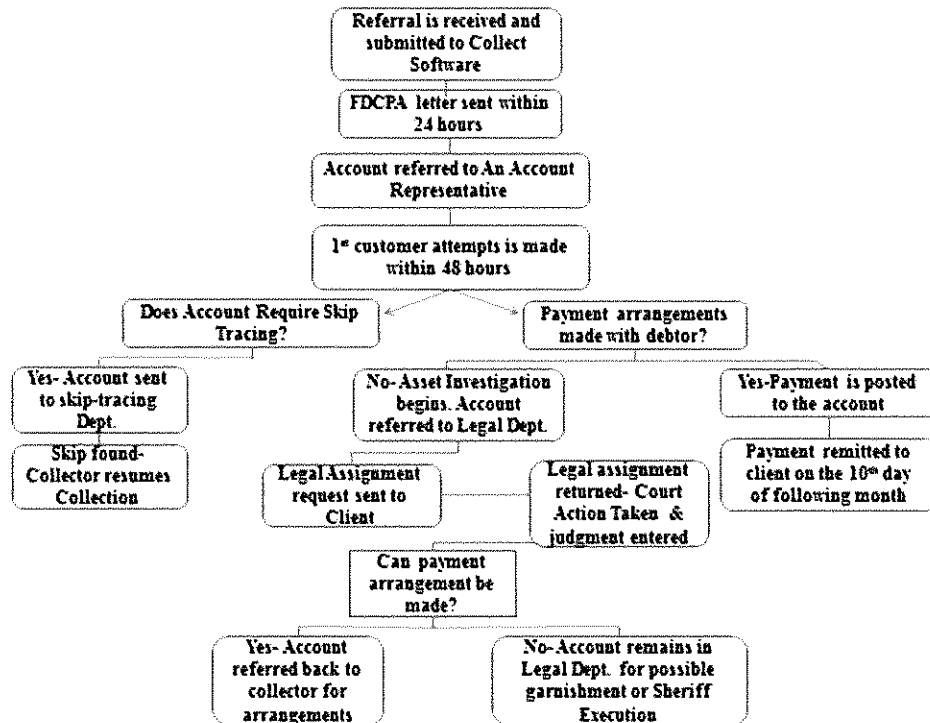 Referral is received and
submitted to Collect
Software
FDCPA letter sent within
24 hours
Account referred to An Account
Representative
1st customer attempts is made
within 48 hours
Does Account Require Skip
Tracing?
Payment arrangements
made with debtor?
Yes- Account sent
to skip-tracing
Dept.
No- Asset Investigation
begins. Account
referred to Legal Dept.
Yes-Payment is posted
to the account
Skip found-
Collector resumes
Collection
Legal Assignment
request sent to
Client
Legal assignment
returned- Court
Action Taken &
judgment entered
Payment remitted to
client on the 10th day
of following month
Can payment
arrangement be
made?
Yes- Account
referred back to
collector for
arrangements
No-Account remains in
Legal Dept. for possible
garnishment or Sheriff
Execution